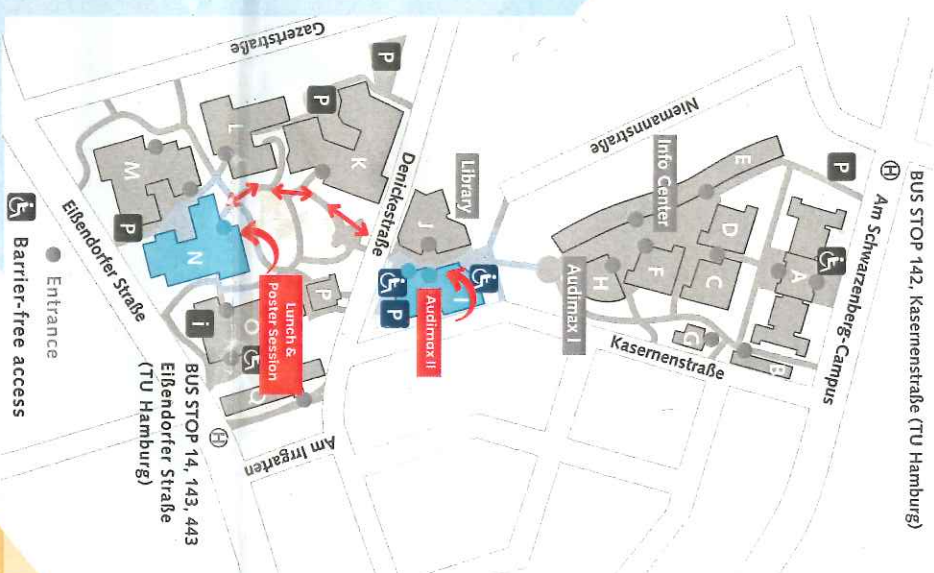 BUS STOP 142, Kasernenstraße (TU Hamburg)
H
Am Schwarzenberg-Campus
P
A
B
E
D
C
G
Info Center
F
H
Audimax I
Niemannstraße
Kasernenstraße
Library
J
I
Audimax II
P
Denickestraße
Gazertstraße
P
P
K
L
M
N
P
Lunch &
Poster Session
P
O
i
Q
Am Irrgarten
Eißendorfer Straße
H
BUS STOP 14, 143, 443
Eißendorfer Straße
(TU Hamburg)
Entrance
Barrier-free access